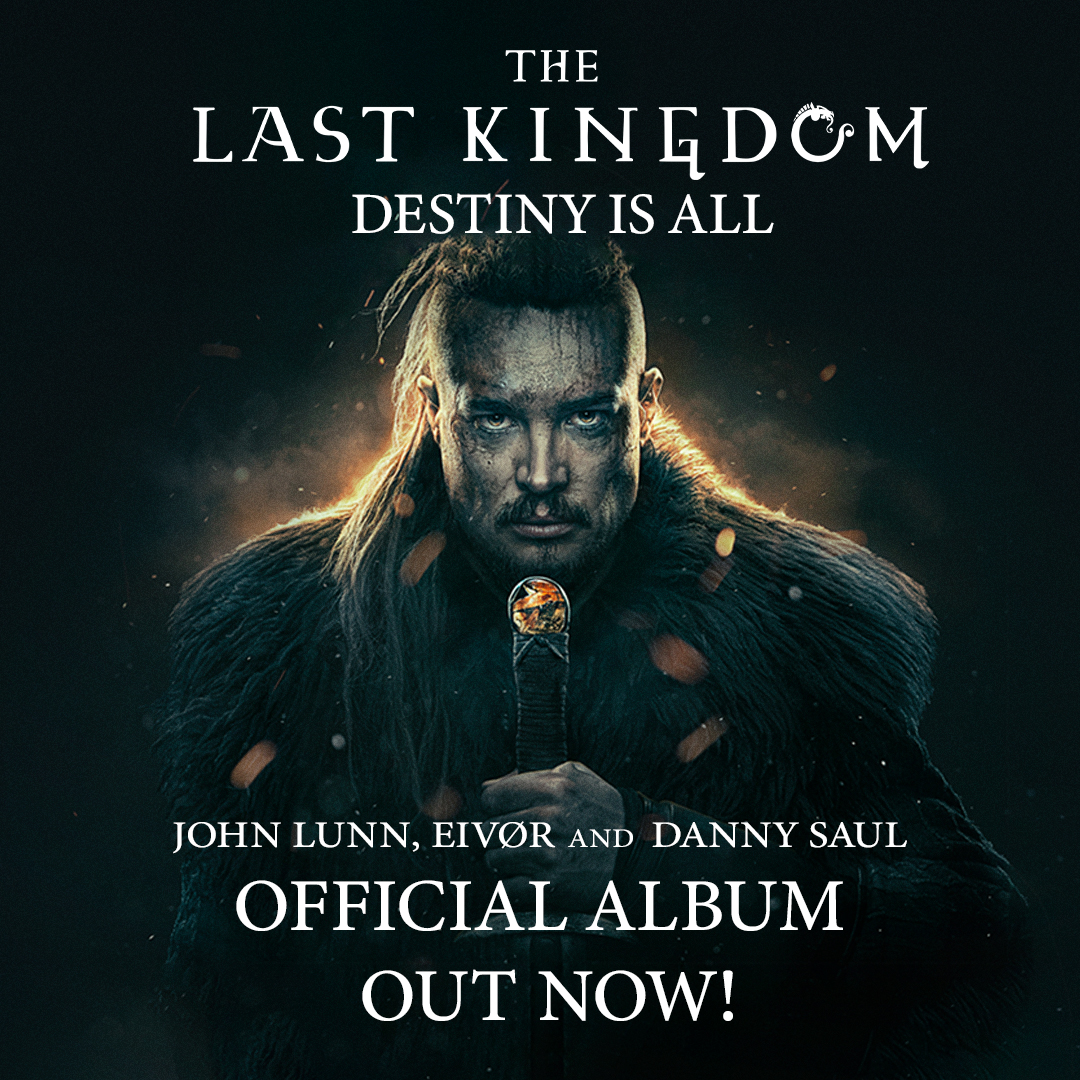 THE
LAST KINGDOM
DESTINY IS ALL
JOHN LUNN, EIVØR AND DANNY SAUL
OFFICIAL ALBUM
OUT NOW!